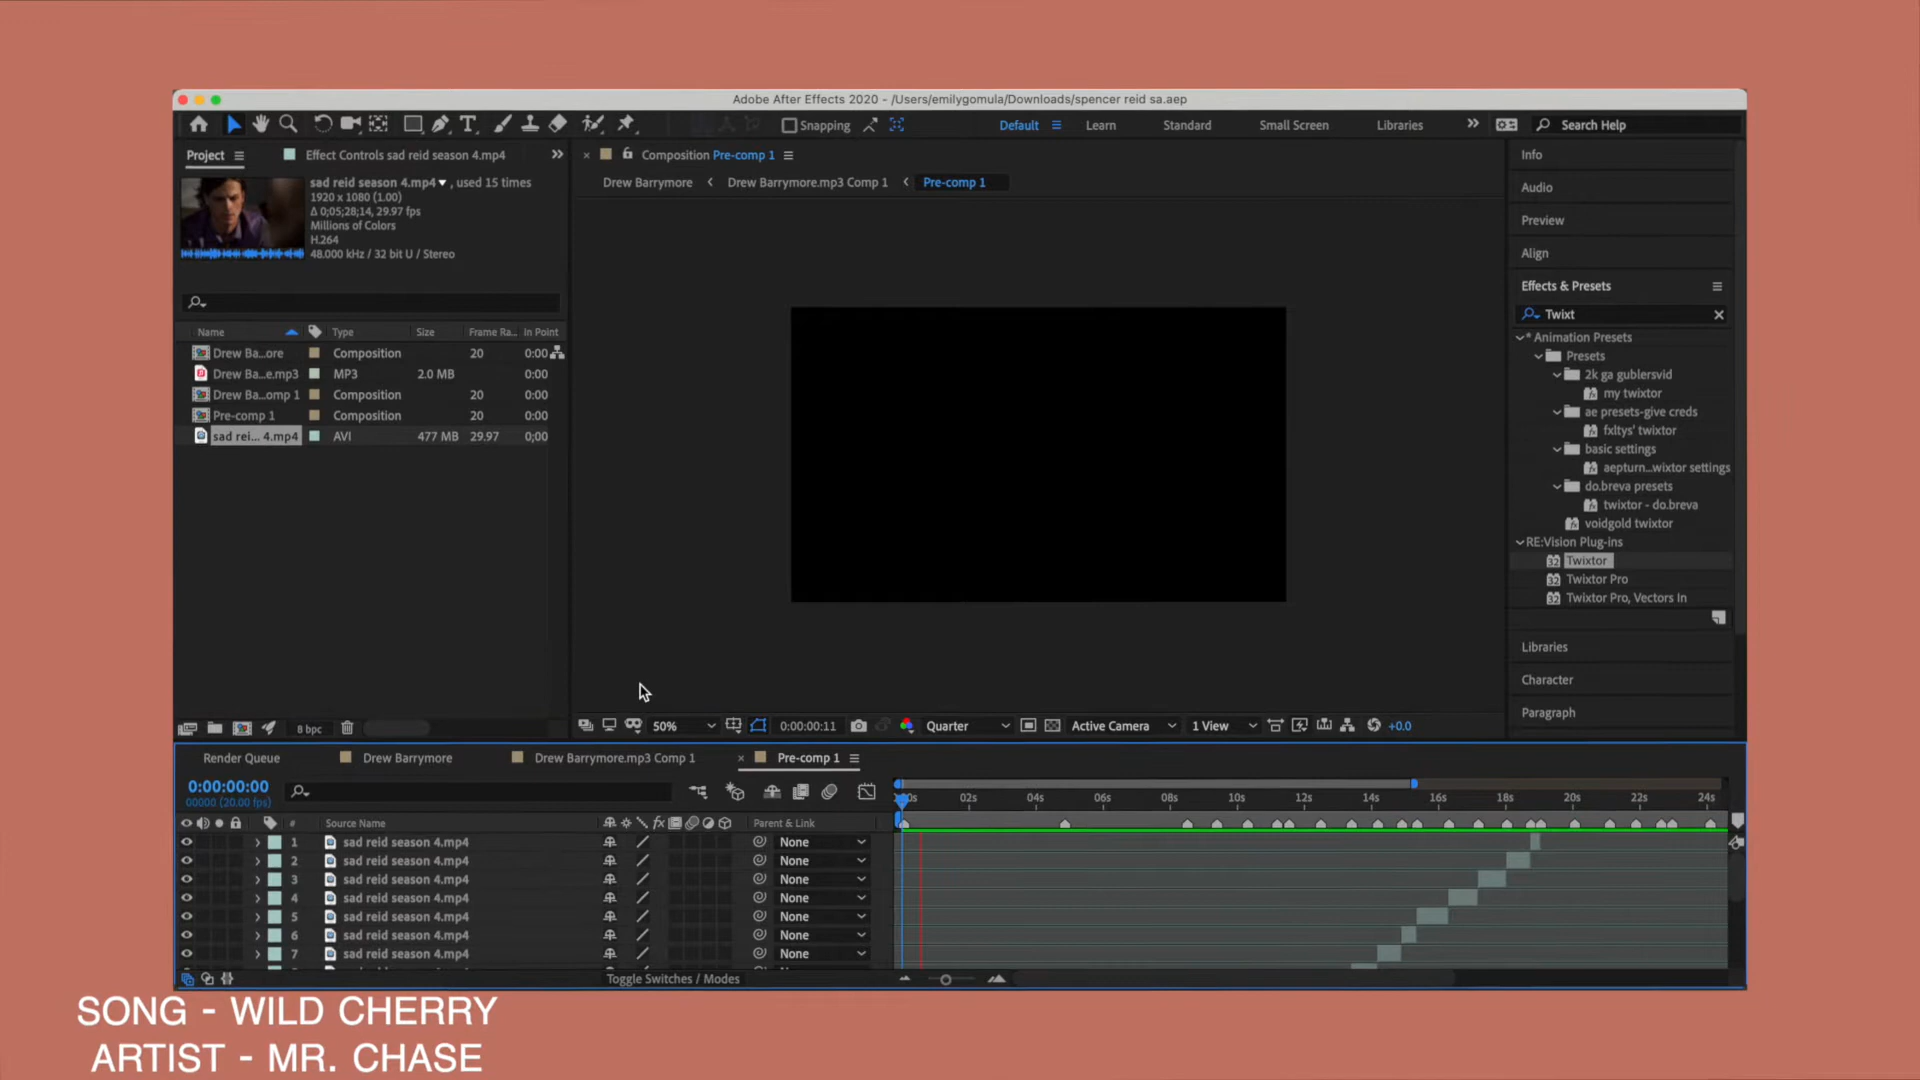 Adobe After Effects 2020 - /Users/emilygomula/Downloads/spencer reid sa.aep
Snapping
Default
Learn
Standard
Small Screen
Libraries
Search Help
Project
Effect Controls sad reid season 4.mp4
sad reid season 4.mp4 , used 15 times
1920 x 1080 (1.00)
Δ 0;05;28;14, 29.97 fps
Millions of Colors
H.264
48.000 kHz / 32 bit U / Stereo
Name Type Size Frame Ra... In Point
Drew Ba...ore Composition 20 0:00
Drew Ba...e.mp3 MP3 2.0 MB 0:00
Drew Ba...omp 1 Composition 20 0:00
Pre-comp 1 Composition 20 0:00
sad rei... 4.mp4 AVI 477 MB 29.97 0;00
8 bpc
Composition Pre-comp 1
Drew Barrymore Drew Barrymore.mp3 Comp 1 Pre-comp 1
50% 0:00:00:11 Quarter Active Camera 1 View +0.0
Info
Audio
Preview
Align
Effects & Presets
Twixt
* Animation Presets
Presets
2k ga gublersvid
my twixtor
ae presets-give creds
fxltys' twixtor
basic settings
aepturn...wixtor settings
do.breva presets
twixtor - do.breva
voidgold twixtor
RE:Vision Plug-ins
32 Twixtor
32 Twixtor Pro
32 Twixtor Pro, Vectors In
Libraries
Character
Paragraph
Render Queue Drew Barrymore Drew Barrymore.mp3 Comp 1 Pre-comp 1
0:00:00:00
00000 (20.00 fps)
02s 04s 06s 08s 10s 12s 14s 16s 18s 20s 22s 24s
# Source Name fx Parent & Link
1 sad reid season 4.mp4 None
2 sad reid season 4.mp4 None
3 sad reid season 4.mp4 None
4 sad reid season 4.mp4 None
5 sad reid season 4.mp4 None
6 sad reid season 4.mp4 None
7 sad reid season 4.mp4 None
Toggle Switches / Modes
SONG - WILD CHERRY
ARTIST - MR. CHASE